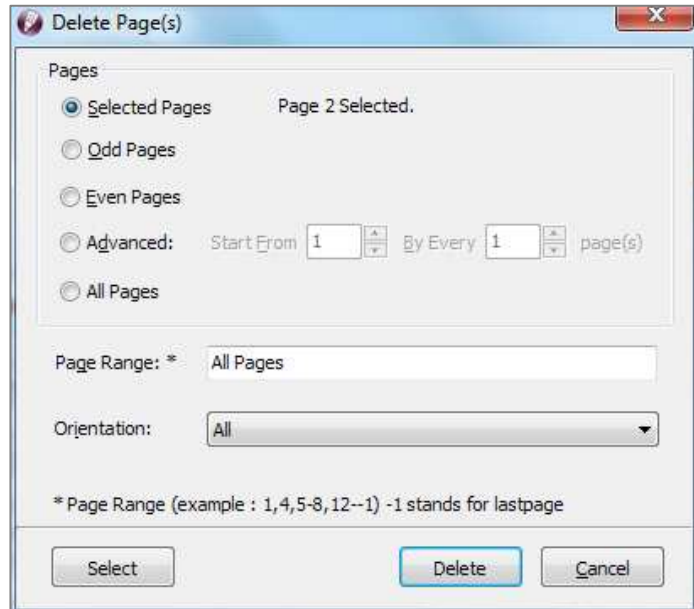 Delete Page(s)
Pages
Selected Pages Page 2 Selected.
Odd Pages
Even Pages
Advanced: Start From 1 By Every 1 page(s)
All Pages
Page Range: * All Pages
Orientation: All
* Page Range (example : 1,4,5-8,12--1) -1 stands for lastpage
Select Delete Cancel